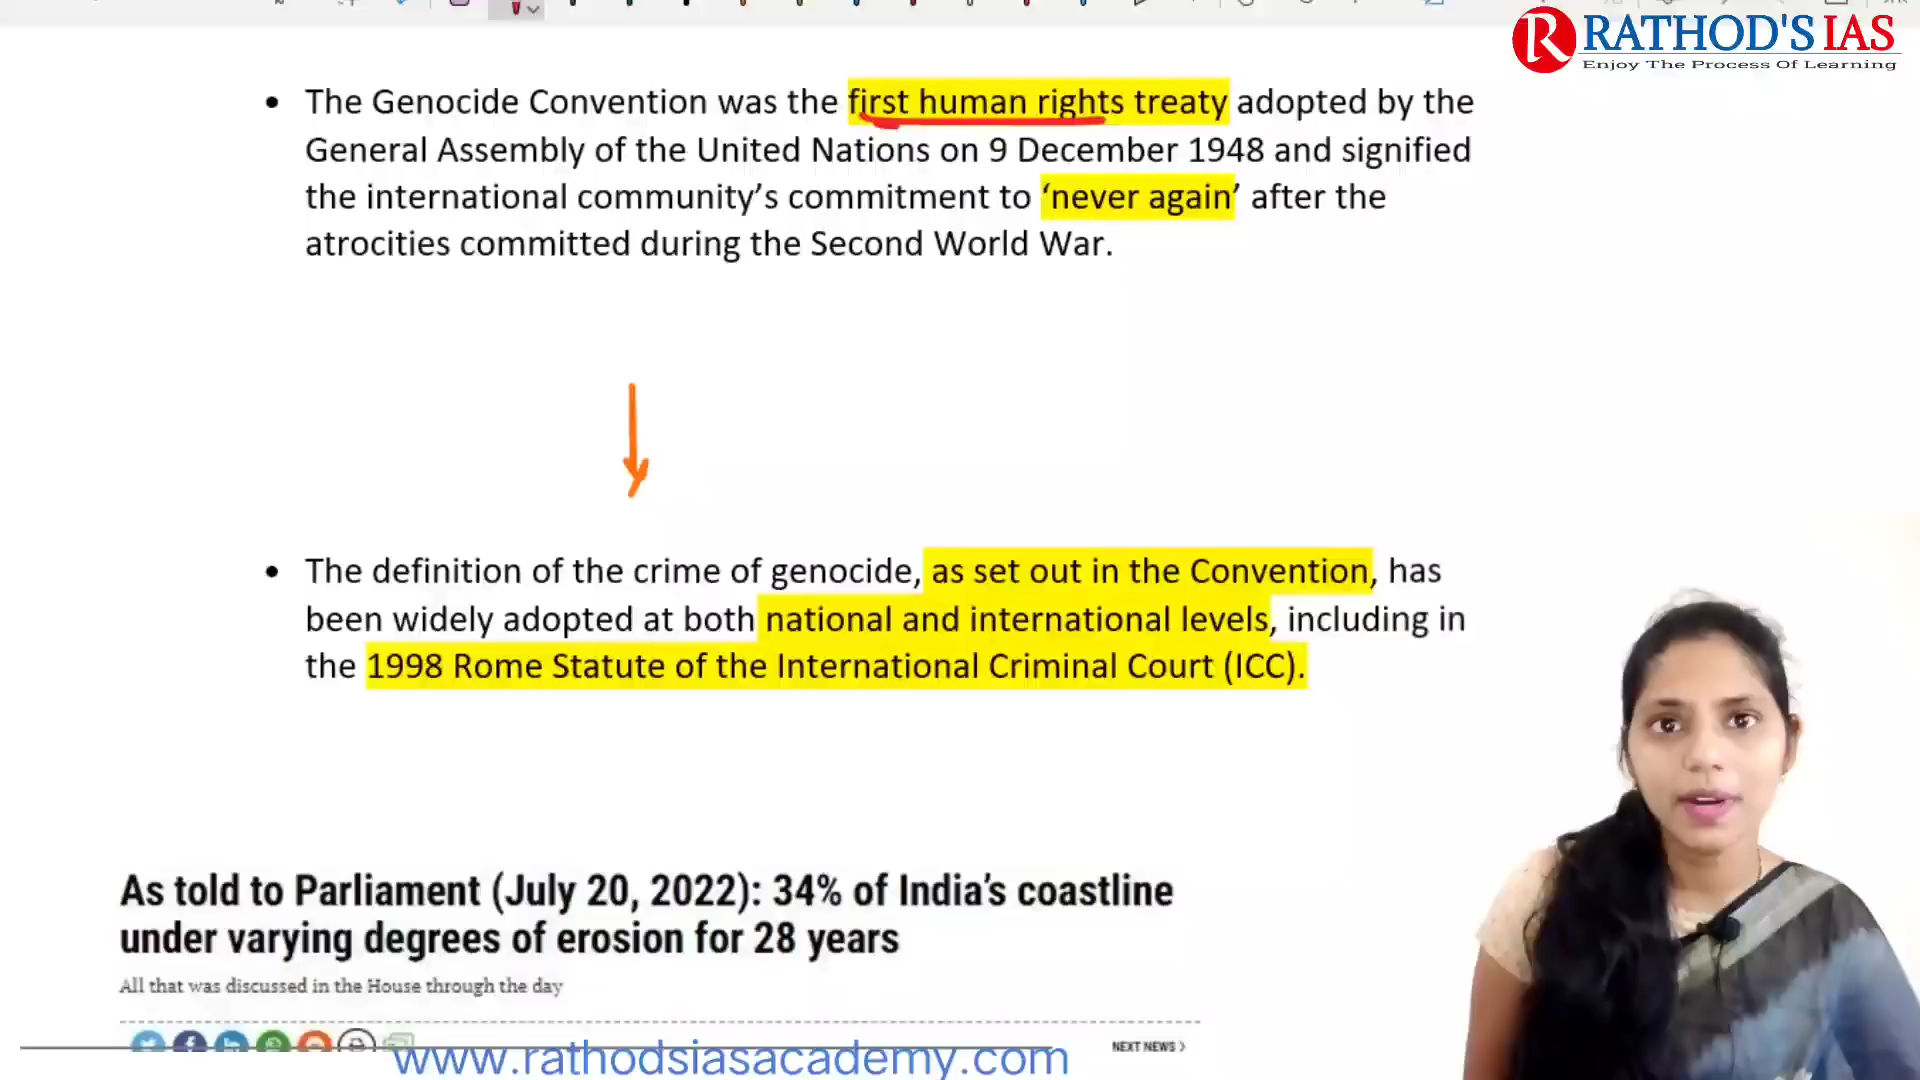 RATHOD'S IAS
Enjoy The Process Of Learning
• The Genocide Convention was the first human rights treaty adopted by the
General Assembly of the United Nations on 9 December 1948 and signified
the international community’s commitment to ‘never again’ after the
atrocities committed during the Second World War.
• The definition of the crime of genocide, as set out in the Convention, has
been widely adopted at both national and international levels, including in
the 1998 Rome Statute of the International Criminal Court (ICC).
As told to Parliament (July 20, 2022): 34% of India’s coastline
under varying degrees of erosion for 28 years
All that was discussed in the House through the day
NEXT NEWS
www.rathodsiasacademy.com